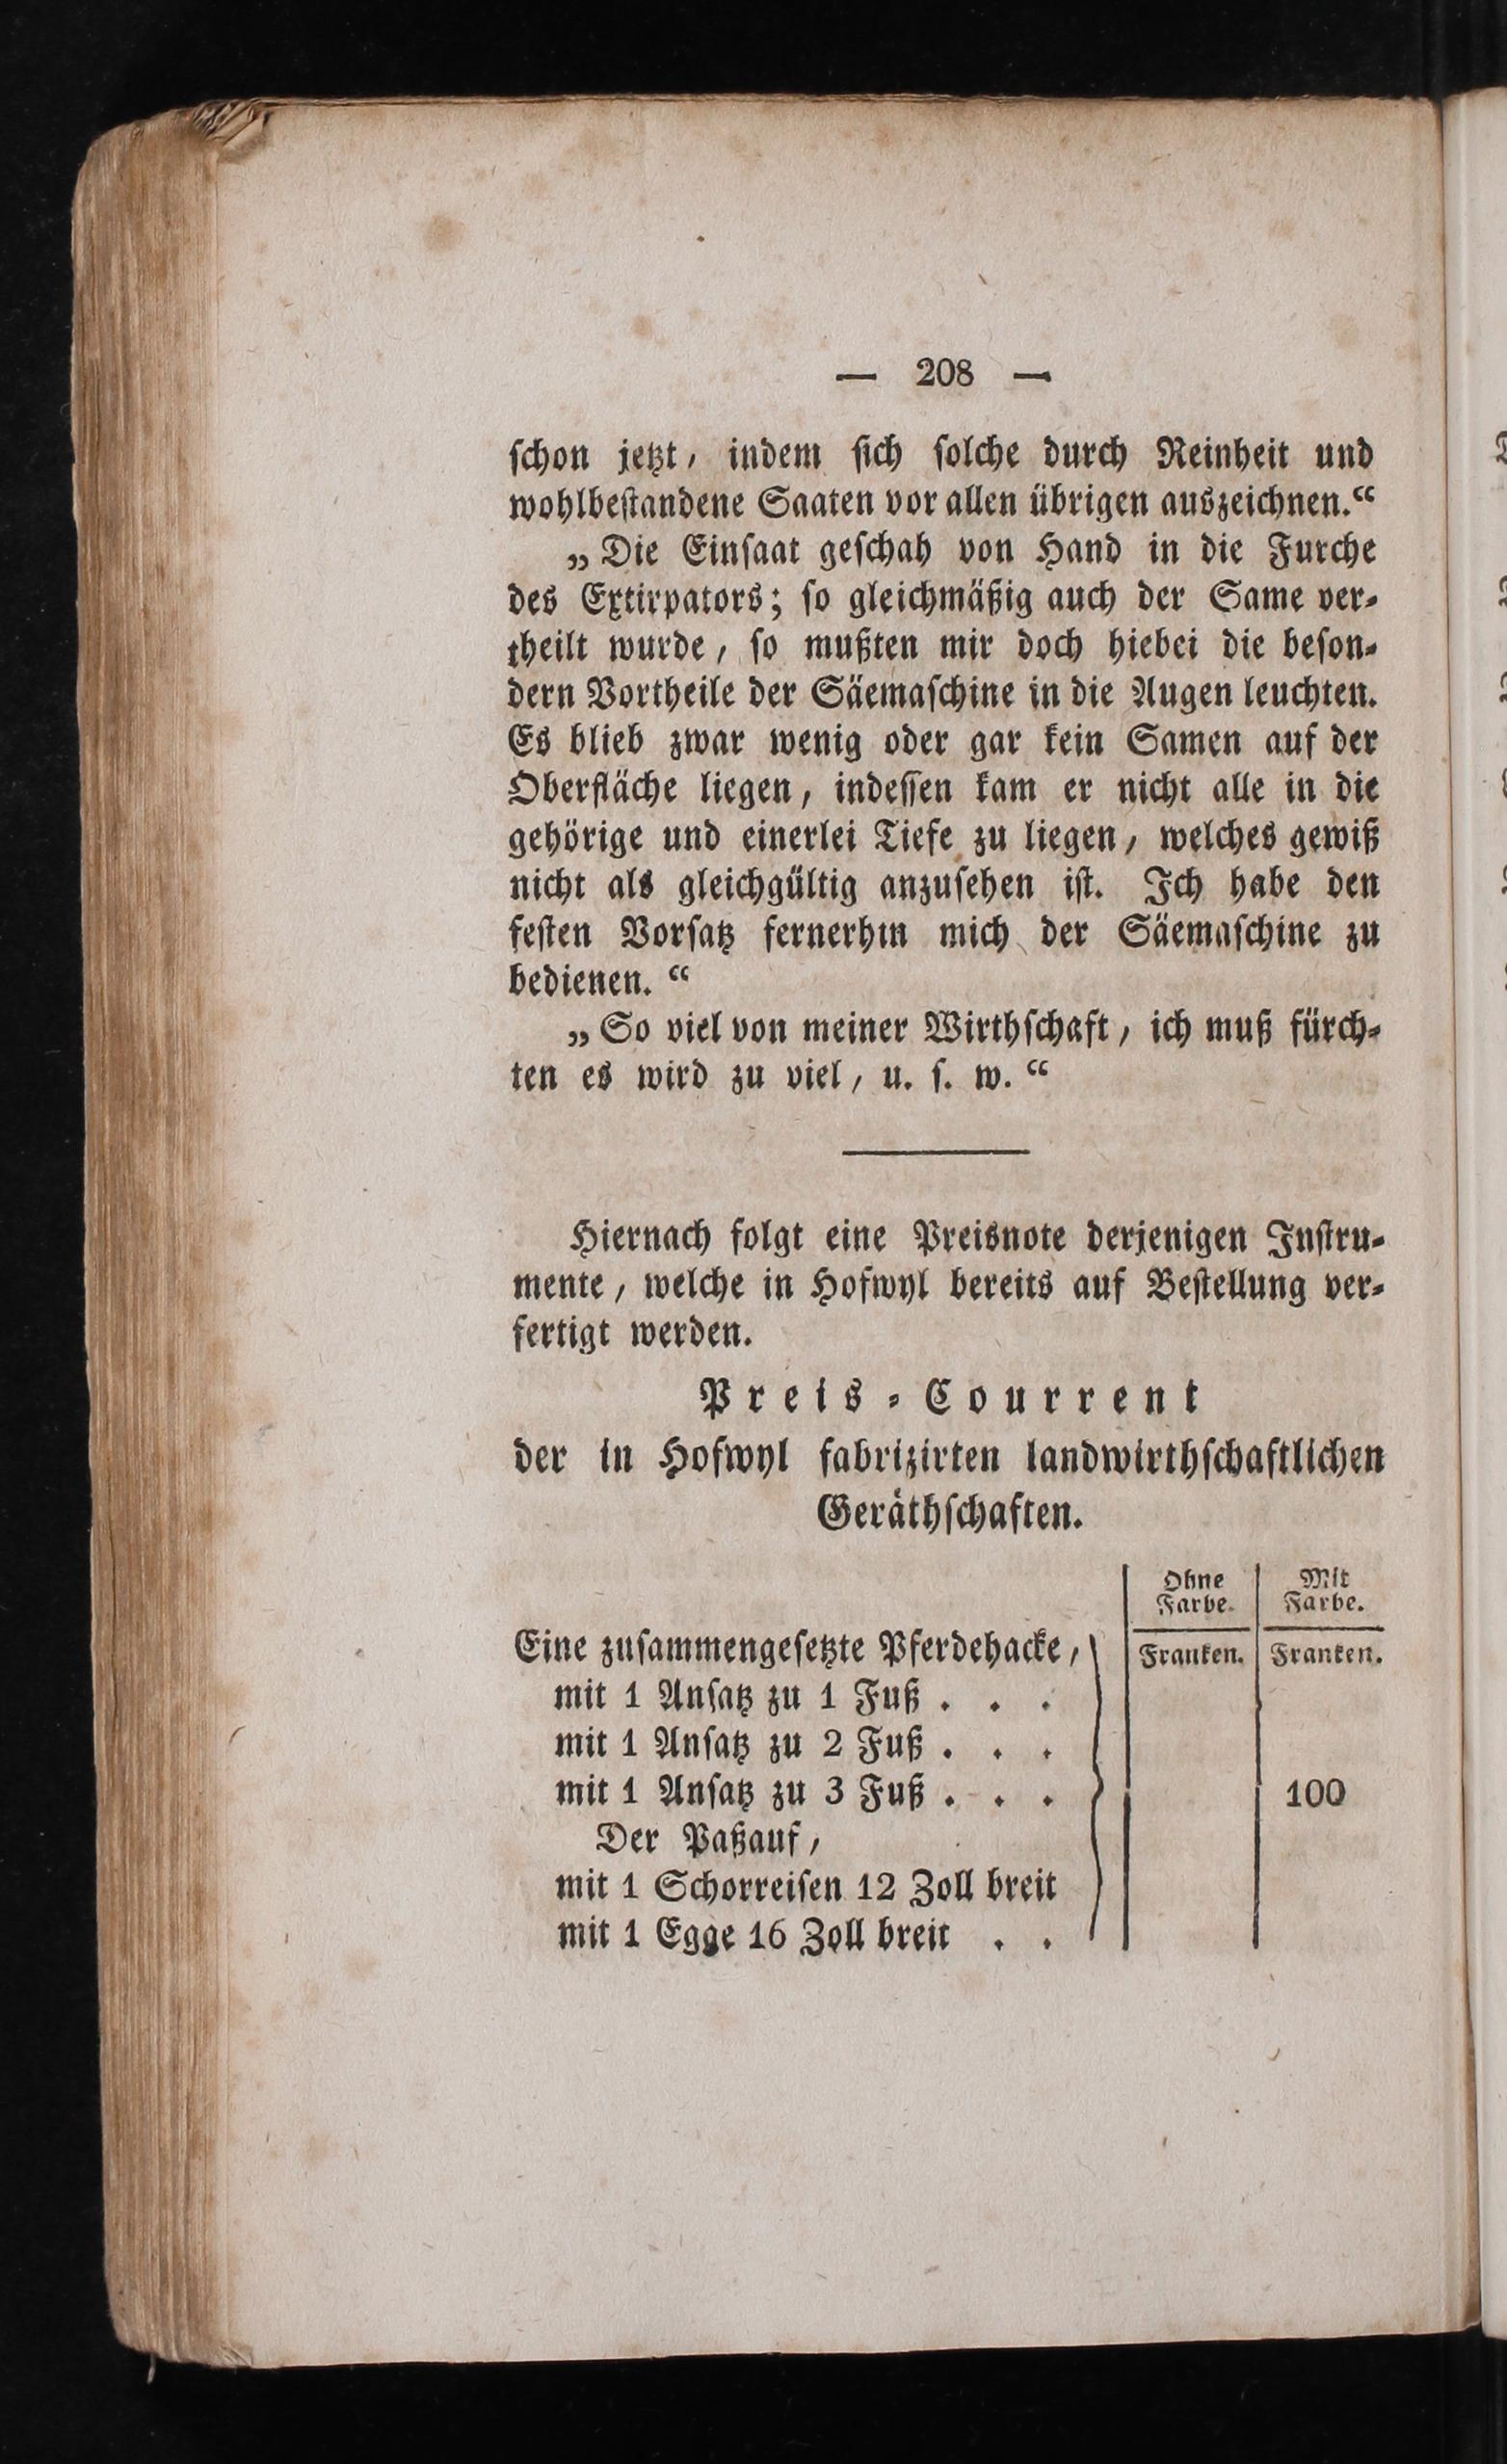 — 208 —
ſchon jetzt, indem ſich ſolche durch Reinheit und
wohlbeſtandene Saaten vor allen übrigen auszeichnen.“
„Die Einſaat geſchah von Hand in die Furche
des Extirpators; ſo gleichmäßig auch der Same ver-
theilt wurde, ſo mußten mir doch hiebei die beſon-
dern Vortheile der Säemaſchine in die Augen leuchten.
Es blieb zwar wenig oder gar kein Samen auf der
Oberfläche liegen, indeſſen kam er nicht alle in die
gehörige und einerlei Tiefe zu liegen, welches gewiß
nicht als gleichgültig anzuſehen iſt. Ich habe den
feſten Vorſatz fernerhin mich der Säemaſchine zu
bedienen.“
„So viel von meiner Wirthſchaft, ich muß fürch-
ten es wird zu viel, u. ſ. w.“
Hiernach folgt eine Preisnote derjenigen Inſtru-
mente, welche in Hofwyl bereits auf Beſtellung ver-
fertigt werden.
Preis-Courrent
der in Hofwyl fabrizirten landwirthſchaftlichen
Geräthſchaften.
Ohne Farbe. Mit Farbe.
Eine zuſammengeſetzte Pferdehacke, Franken. Franken.
mit 1 Anſatz zu 1 Fuß . . .
mit 1 Anſatz zu 2 Fuß . . .
mit 1 Anſatz zu 3 Fuß . . . 100
Der Paßauf,
mit 1 Schorreiſen 12 Zoll breit
mit 1 Egge 16 Zoll breit . .